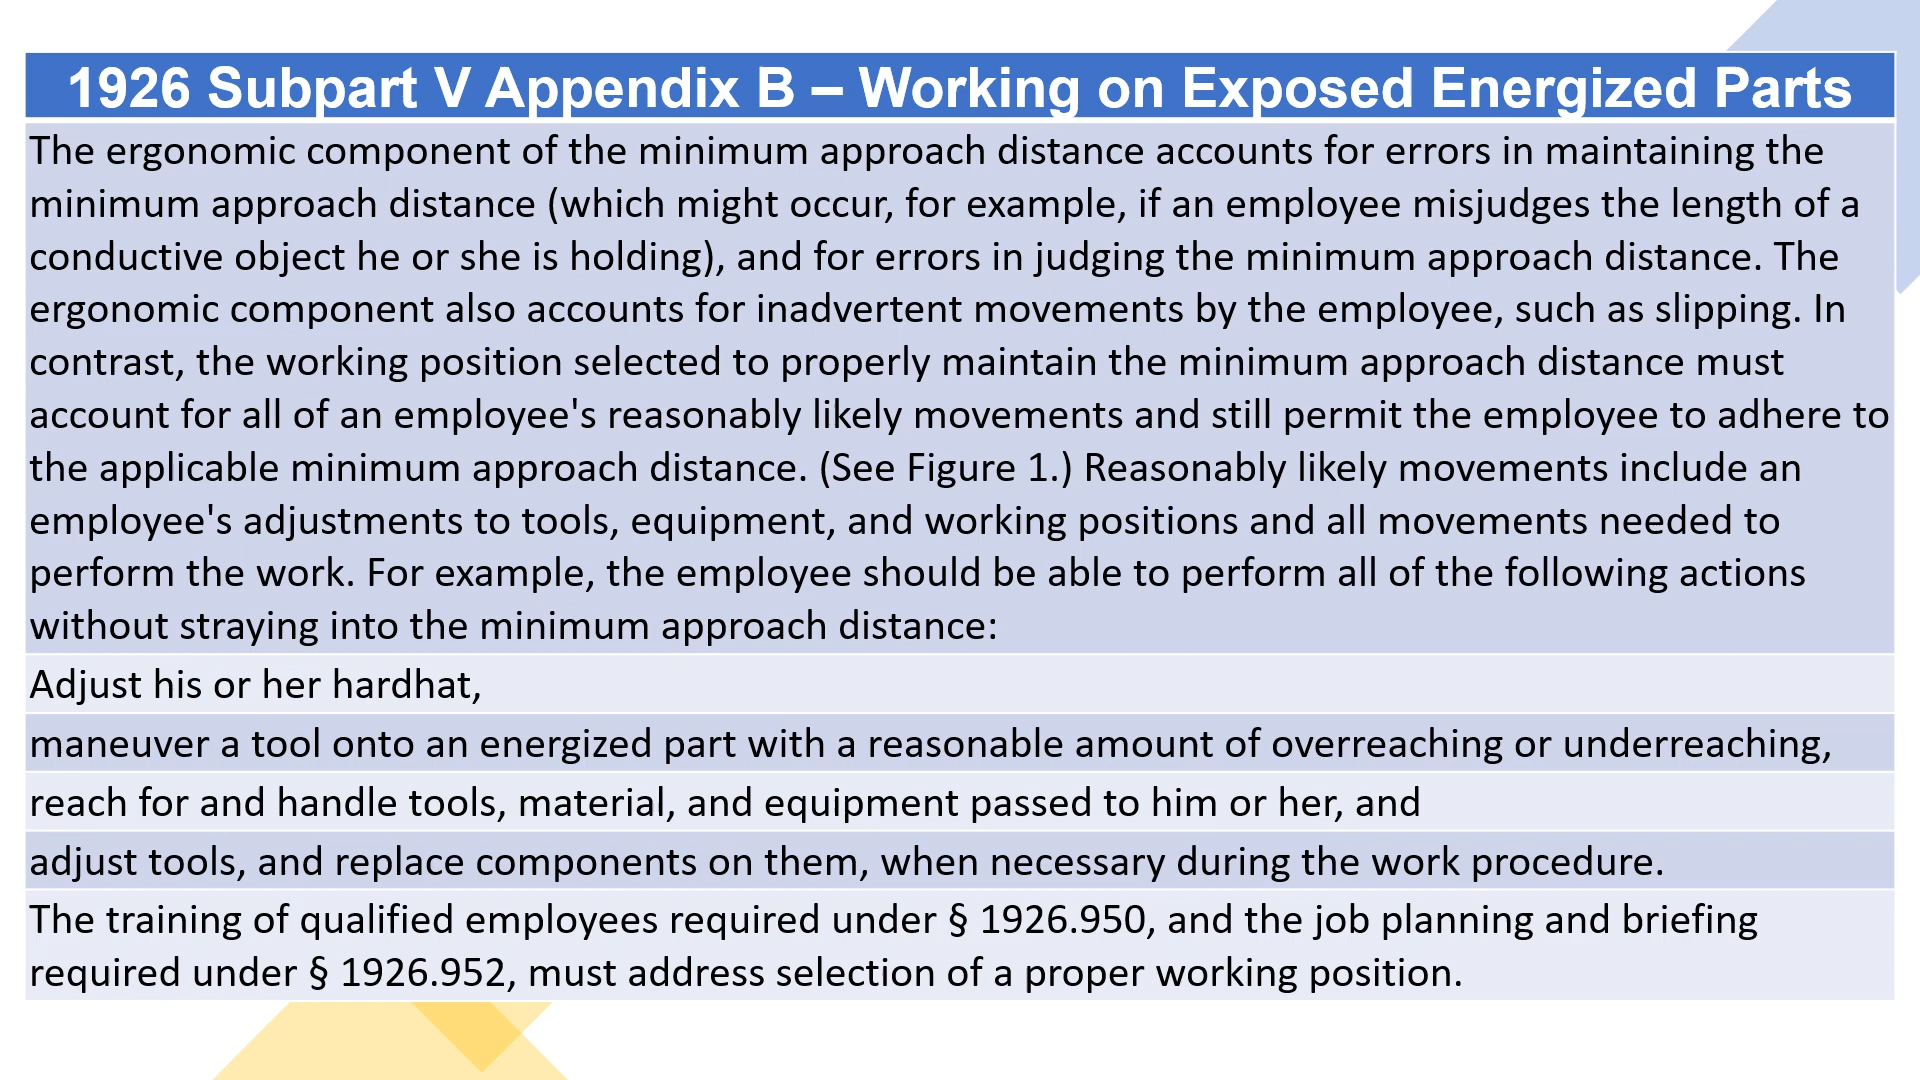 1926 Subpart V Appendix B – Working on Exposed Energized Parts
The ergonomic component of the minimum approach distance accounts for errors in maintaining the
minimum approach distance (which might occur, for example, if an employee misjudges the length of a
conductive object he or she is holding), and for errors in judging the minimum approach distance. The
ergonomic component also accounts for inadvertent movements by the employee, such as slipping. In
contrast, the working position selected to properly maintain the minimum approach distance must
account for all of an employee's reasonably likely movements and still permit the employee to adhere to
the applicable minimum approach distance. (See Figure 1.) Reasonably likely movements include an
employee's adjustments to tools, equipment, and working positions and all movements needed to
perform the work. For example, the employee should be able to perform all of the following actions
without straying into the minimum approach distance:
Adjust his or her hardhat,
maneuver a tool onto an energized part with a reasonable amount of overreaching or underreaching,
reach for and handle tools, material, and equipment passed to him or her, and
adjust tools, and replace components on them, when necessary during the work procedure.
The training of qualified employees required under § 1926.950, and the job planning and briefing
required under § 1926.952, must address selection of a proper working position.